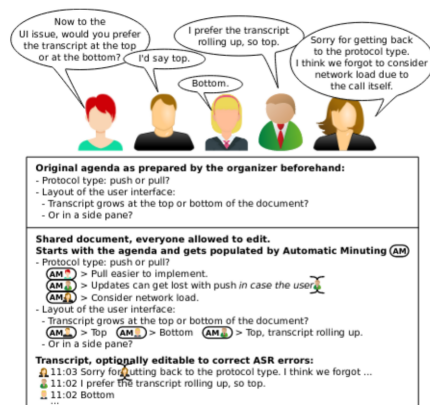 Now to the
UI issue, would you prefer
the transcript at the top
or at the bottom?
I'd say top.
Bottom.
I prefer the transcript
rolling up, so top.
Sorry for getting back
to the protocol type.
I think we forgot to consider
network load due to
the call itself.
Original agenda as prepared by the organizer beforehand:
- Protocol type: push or pull?
- Layout of the user interface:
- Transcript grows at the top or bottom of the document?
- Or in a side pane?
Shared document, everyone allowed to edit.
Starts with the agenda and gets populated by Automatic Minuting AM
- Protocol type: push or pull?
AM > Pull easier to implement.
AM > Updates can get lost with push in case the user
AM > Consider network load.
- Layout of the user interface:
- Transcript grows at the top or bottom of the document?
AM > Top AM > Bottom AM > Top, transcript rolling up.
- Or in a side pane?
Transcript, optionally editable to correct ASR errors:
11:03 Sorry for utting back to the protocol type. I think we forgot ...
11:02 I prefer the transcript rolling up, so top.
11:02 Bottom
...